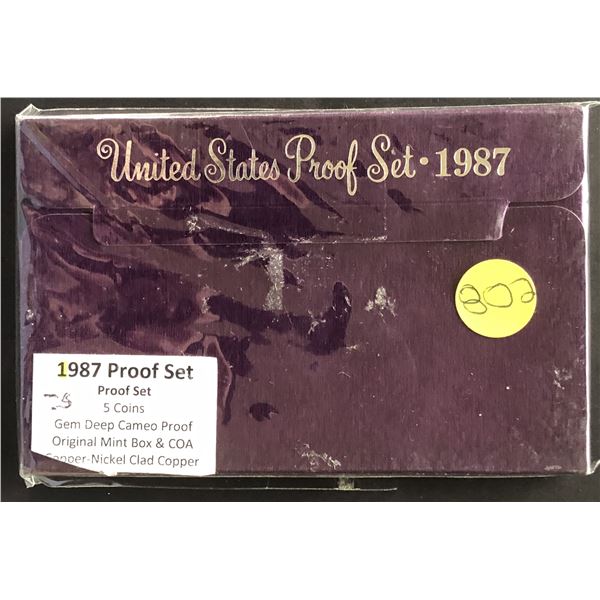 United States Proof Set · 1987
802
1987 Proof Set
Proof Set
5 Coins
Gem Deep Cameo Proof
Original Mint Box & COA
Copper-Nickel Clad Copper